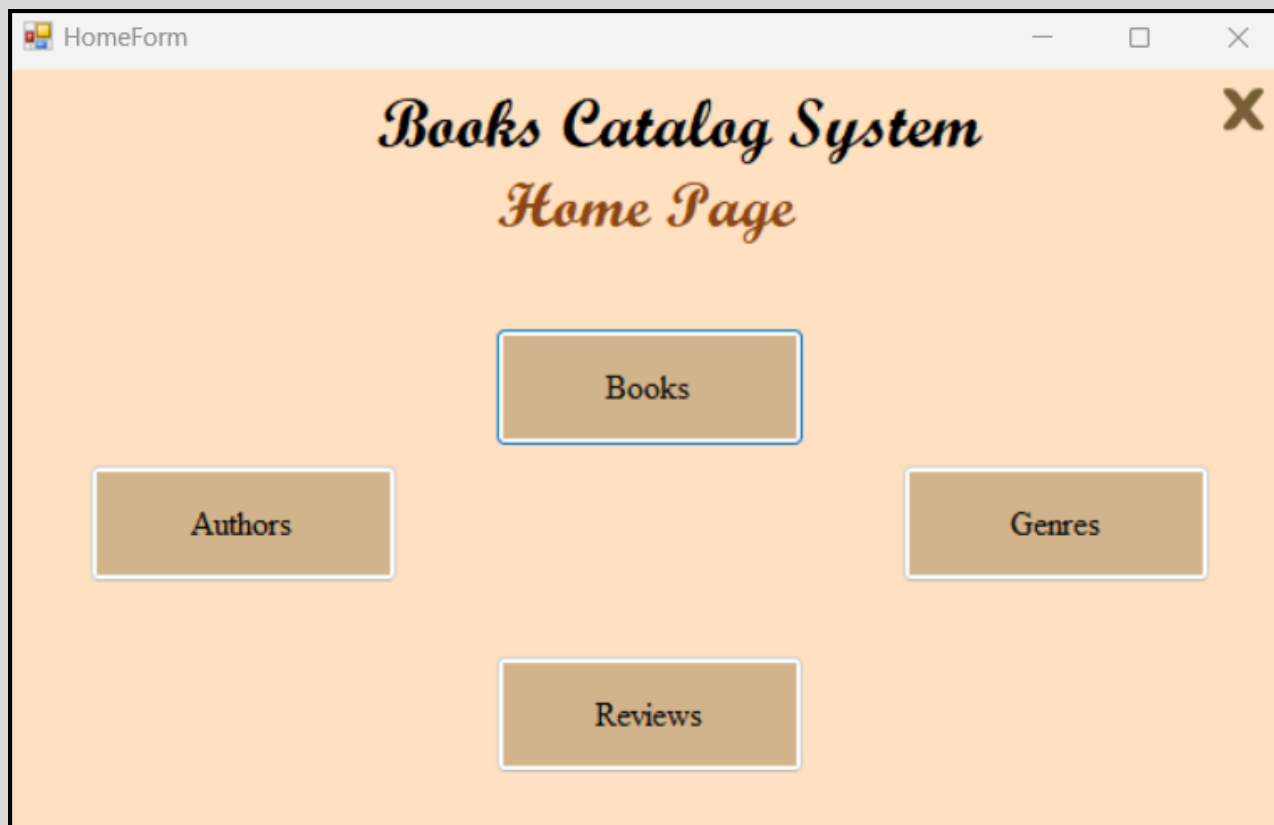 HomeForm
Books Catalog System
Home Page
Books
Authors
Genres
Reviews